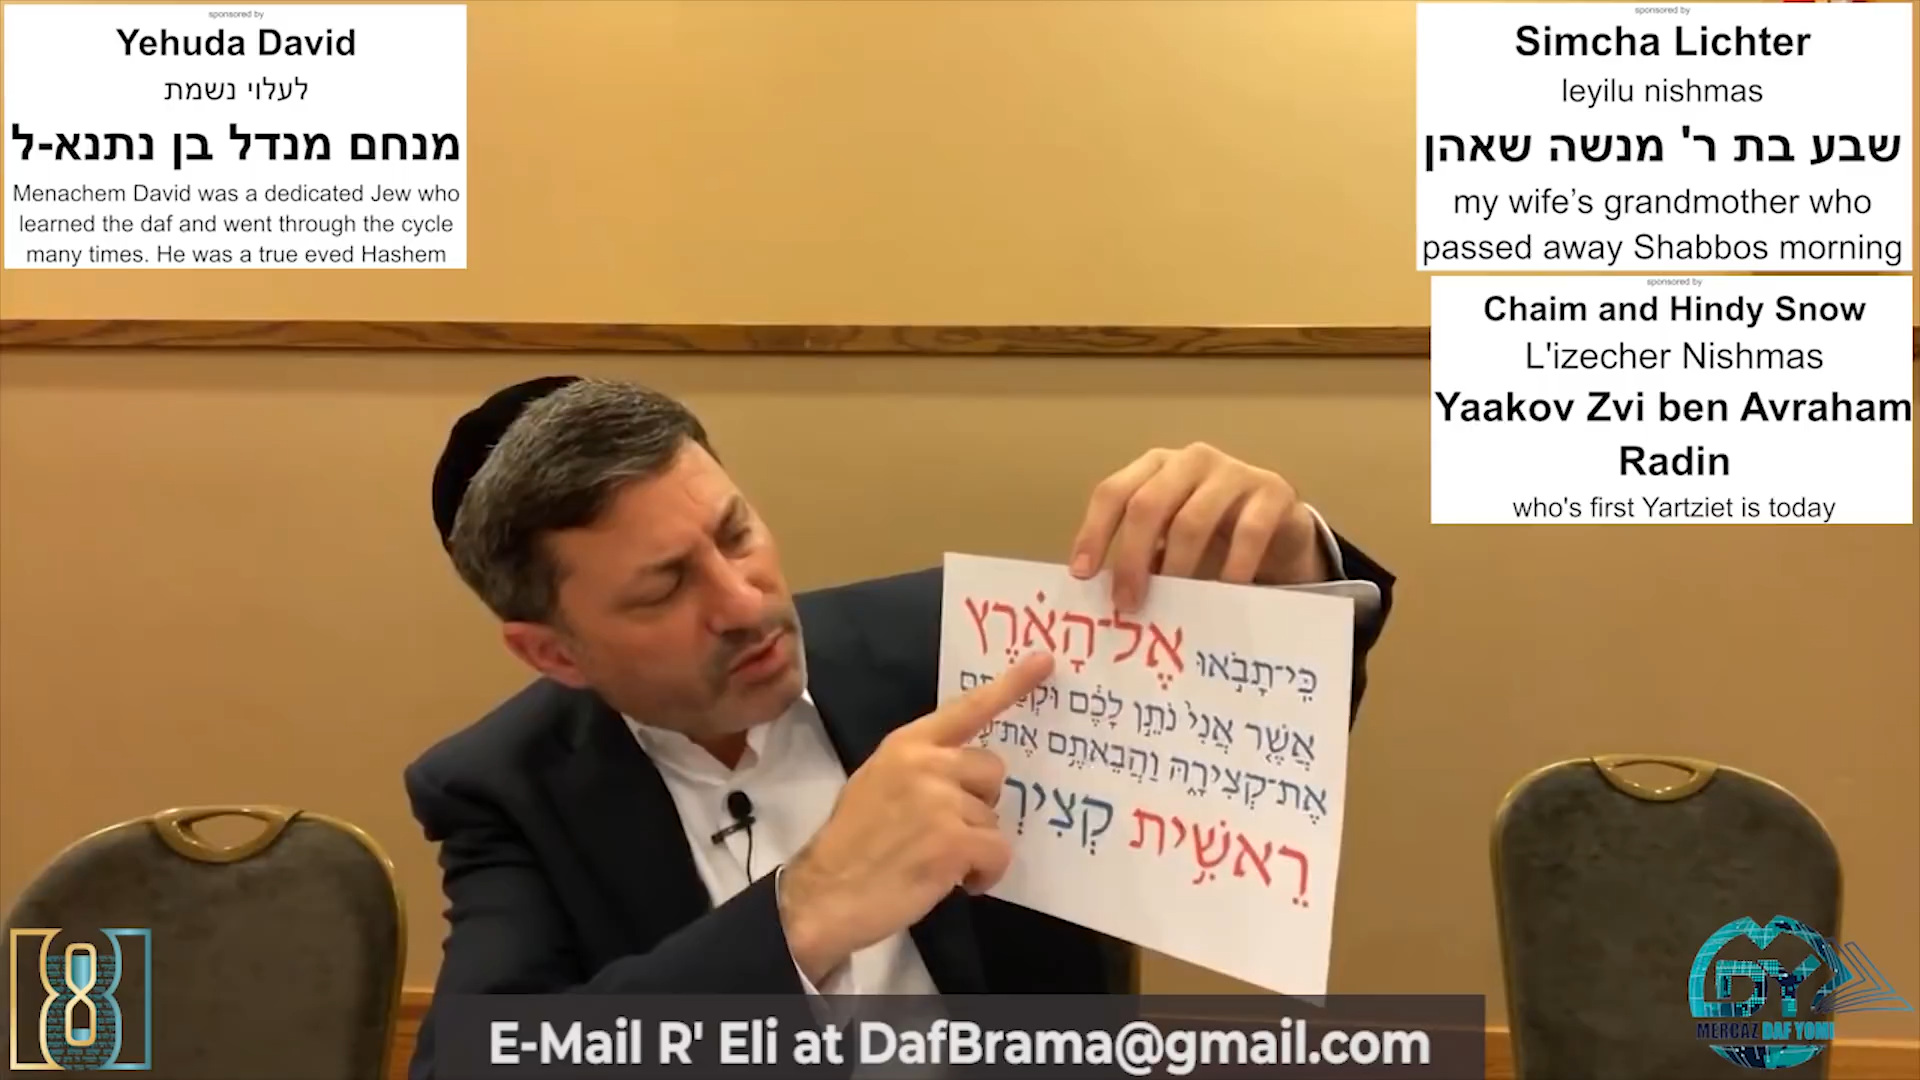 sponsored by
Yehuda David
לעלוי נשמת
מנחם מנדל בן נתנא-ל
Menachem David was a dedicated Jew who
learned the daf and went through the cycle
many times. He was a true eved Hashem
sponsored by
Simcha Lichter
leyilu nishmas
שבע בת ר' מנשה שאהן
my wife’s grandmother who
passed away Shabbos morning
sponsored by
Chaim and Hindy Snow
L'izecher Nishmas
Yaakov Zvi ben Avraham
Radin
who's first Yartziet is today
כִּי־תָבֹ֣אוּ אֶל־הָאָ֗רֶץ
אֲשֶׁ֤ר אֲנִי֙ נֹתֵ֣ן לָכֶ֔ם
אֶת־קְצִירָ֑הּ וַהֲבֵאתֶ֥ם
רֵאשִׁ֥ית
E-Mail R' Eli at DafBrama@gmail.com
8
DY
MERCAZ DAF YOMI